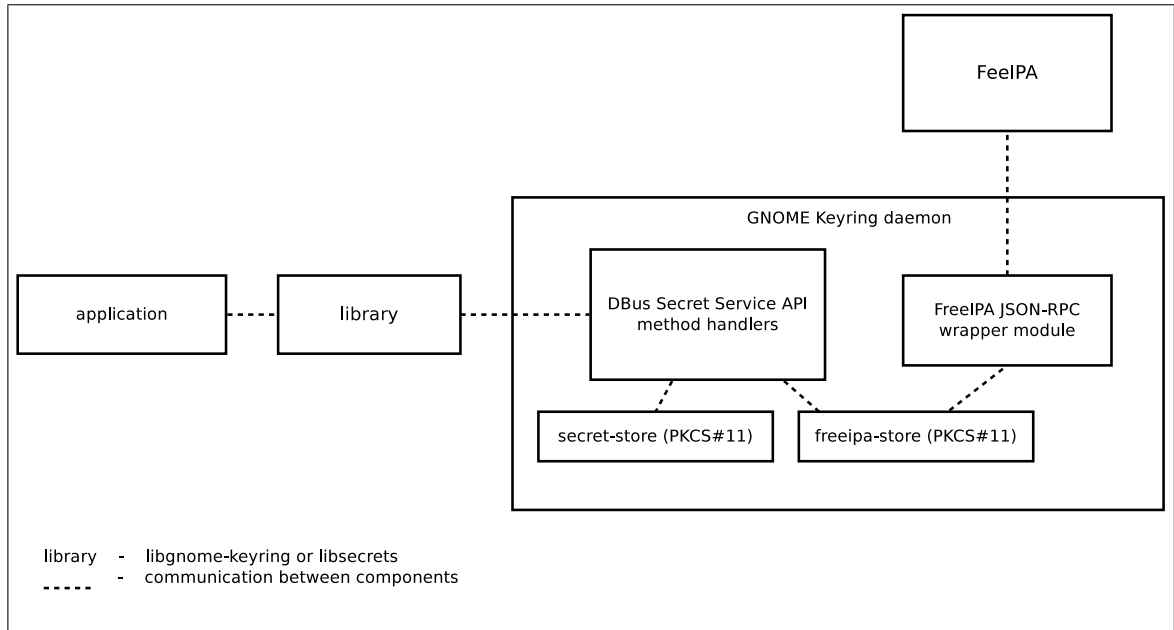 FeeIPA
GNOME Keyring daemon
application
library
DBus Secret Service API
method handlers
FreeIPA JSON-RPC
wrapper module
secret-store (PKCS#11)
freeipa-store (PKCS#11)
library - libgnome-keyring or libsecrets
- communication between components